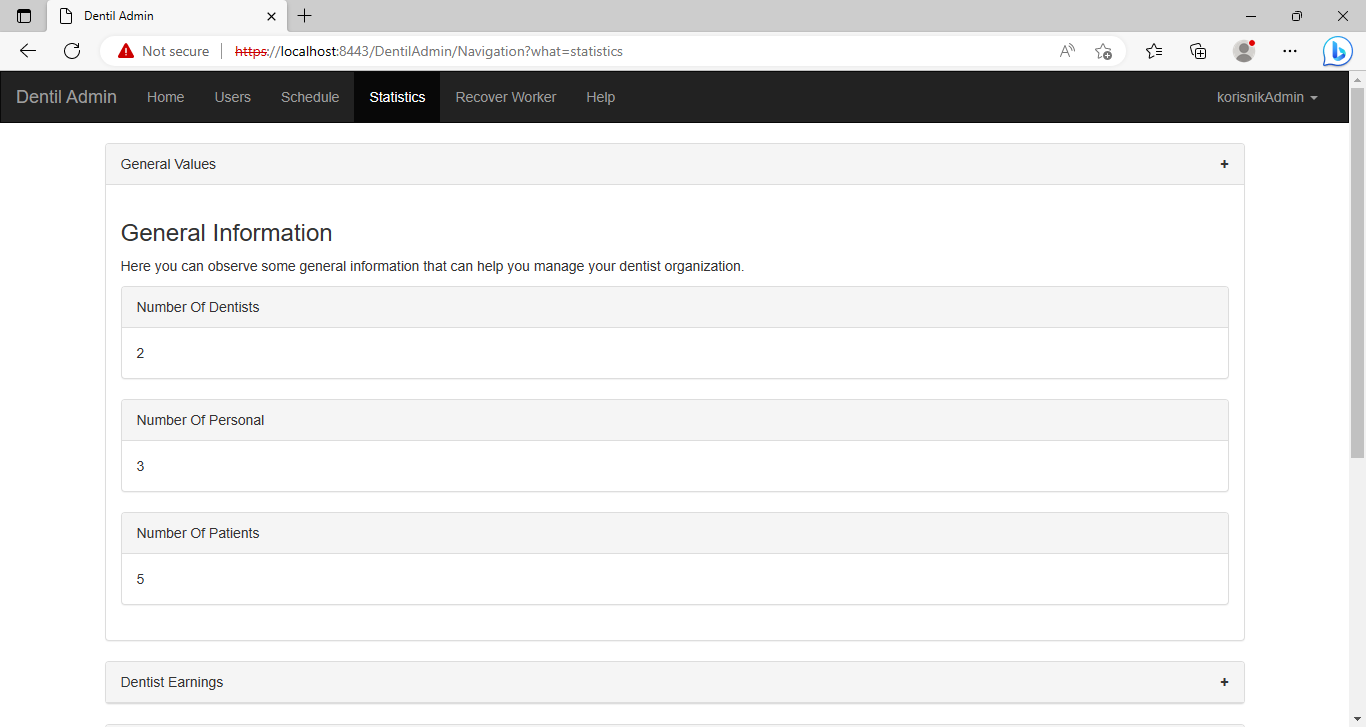 Dentil Admin
Not secure https://localhost:8443/DentilAdmin/Navigation?what=statistics
Dentil Admin Home Users Schedule Statistics Recover Worker Help korisnikAdmin
General Values +
General Information
Here you can observe some general information that can help you manage your dentist organization.
Number Of Dentists
2
Number Of Personal
3
Number Of Patients
5
Dentist Earnings +